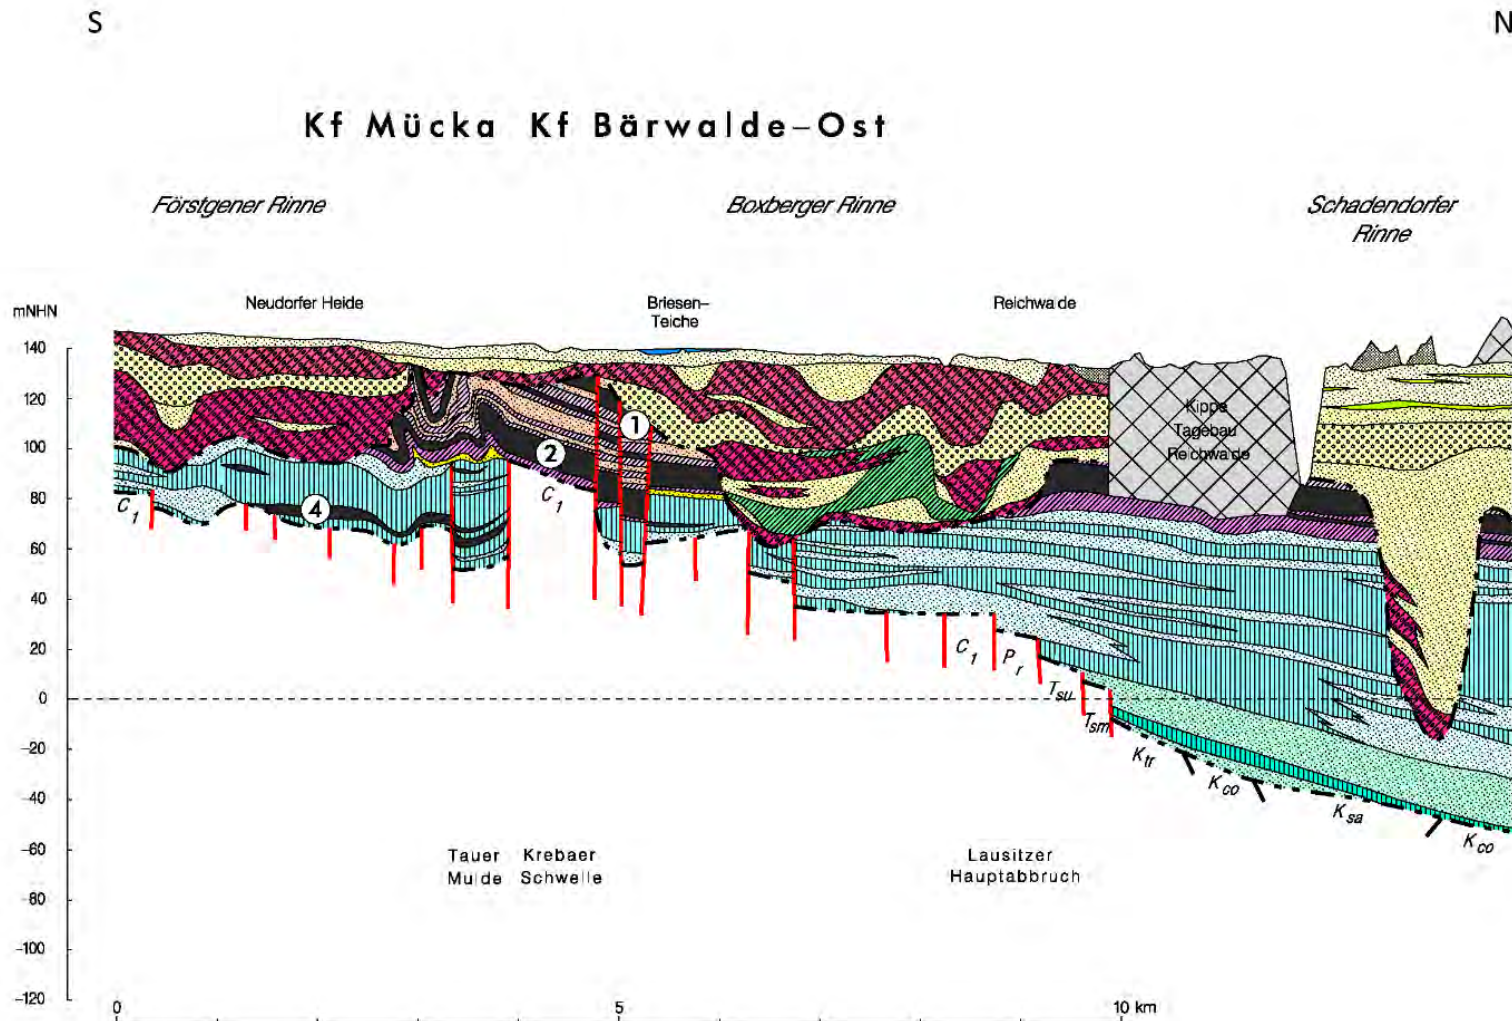 S
N
Kf Mücka Kf Bärwalde–Ost
Förstgener Rinne
Boxberger Rinne
Schadendorfer
Rinne
Neudorfer Heide
Briesen–
Teiche
Reichwalde
mNHN
140
120
100
80
60
40
20
0
–20
–40
–60
–80
–100
–120
Kippe
Tagebau
Reichwalde
1
2
4
C1
C1
C1
Pr
Tsu
Tsm
Ktr
Kco
Ksa
Kco
Tauer
Mulde
Krebaer
Schwelle
Lausitzer
Hauptabbruch
0
5
10 km